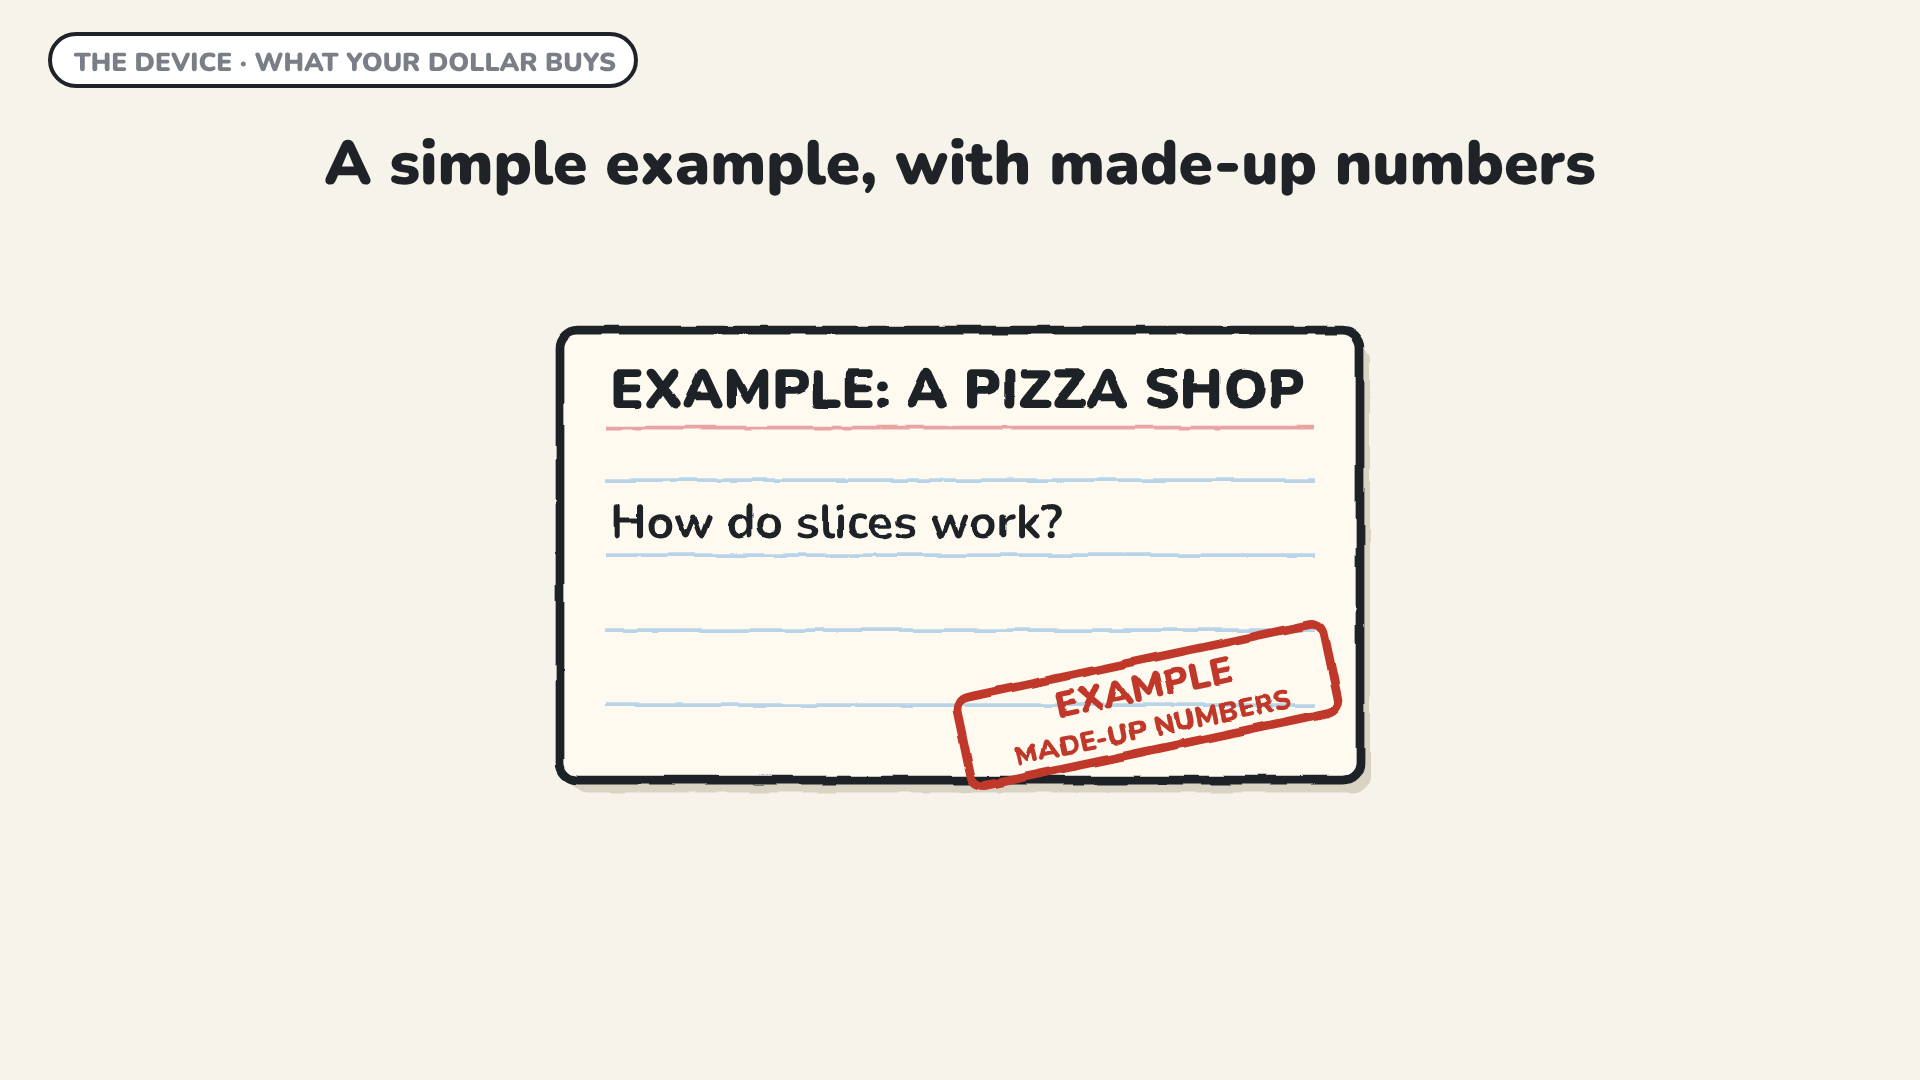 THE DEVICE · WHAT YOUR DOLLAR BUYS
A simple example, with made-up numbers
EXAMPLE: A PIZZA SHOP
How do slices work?
EXAMPLE
MADE-UP NUMBERS